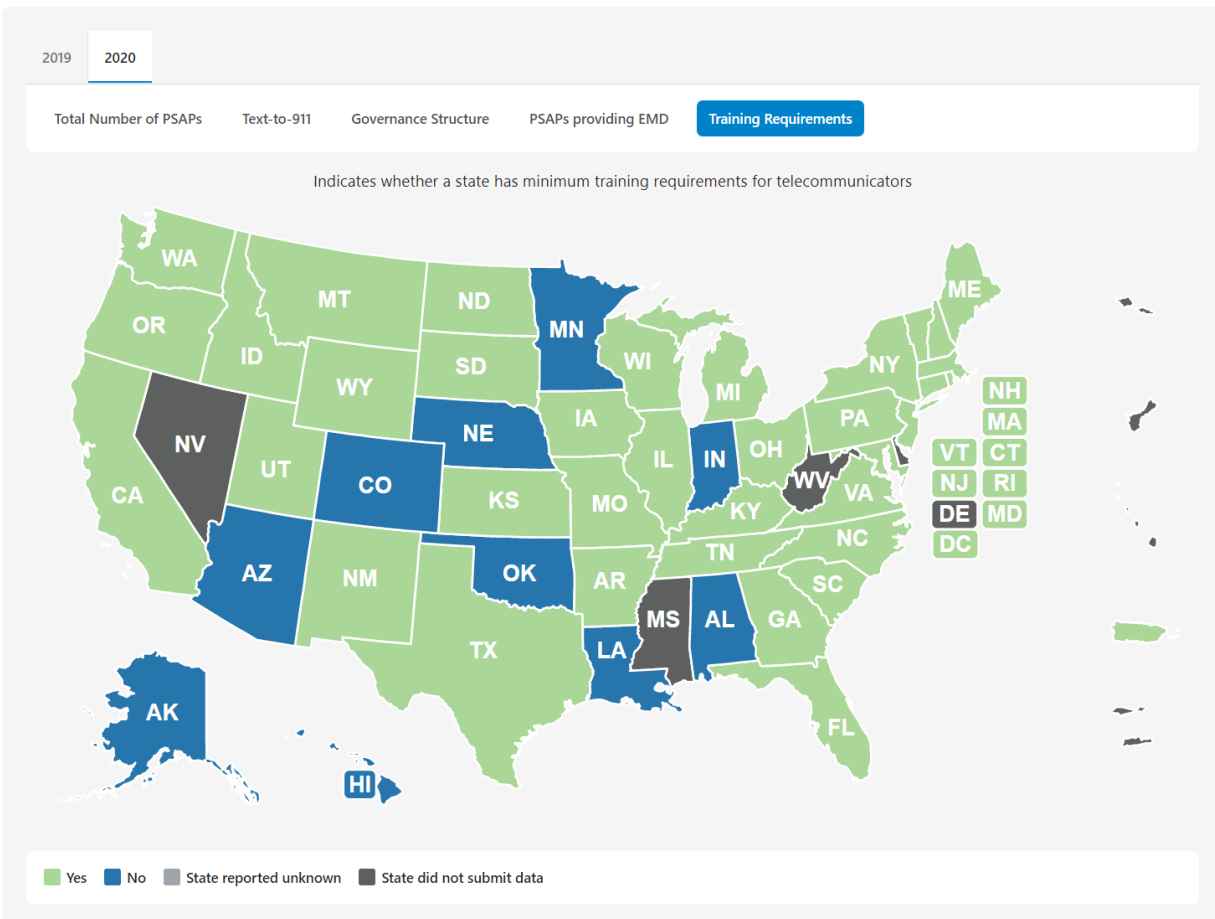 2019 2020
Total Number of PSAPs Text-to-911 Governance Structure PSAPs providing EMD Training Requirements
Indicates whether a state has minimum training requirements for telecommunicators
WA
MT
ND
ME
OR
MN
ID
SD
WI
NY
WY
MI
NH
IA
PA
MA
NV
NE
OH
VT CT
UT
CO
IL
IN
WV
NJ RI
CA
KS
MO
KY
VA
DE MD
NC
DC
AZ
NM
OK
AR
TN
SC
TX
LA
MS
AL
GA
AK
FL
HI
Yes No State reported unknown State did not submit data